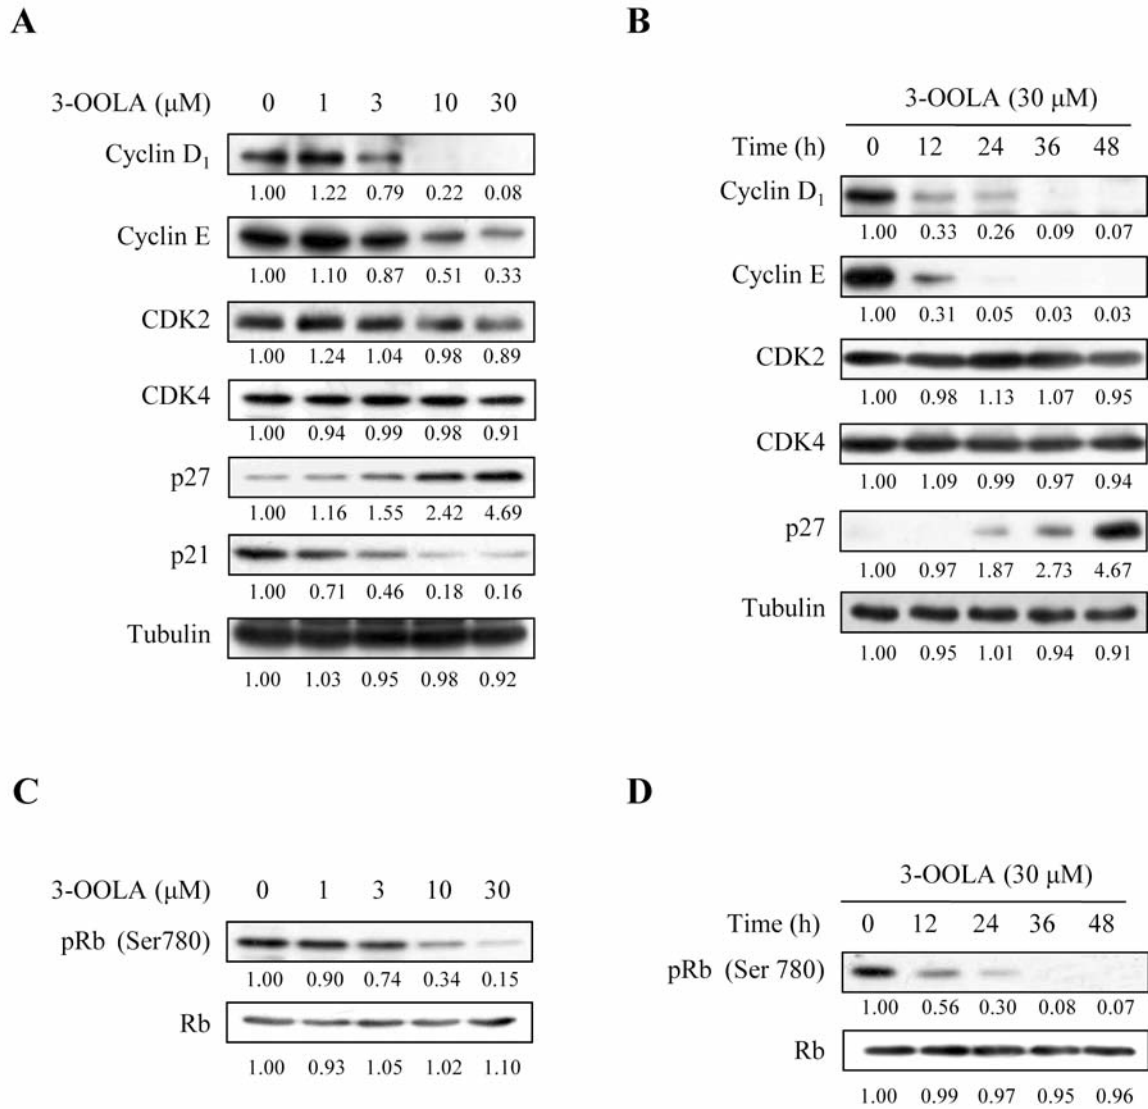 A
3-OOLA (μM) 0 1 3 10 30
Cyclin D1
1.00 1.22 0.79 0.22 0.08
Cyclin E
1.00 1.10 0.87 0.51 0.33
CDK2
1.00 1.24 1.04 0.98 0.89
CDK4
1.00 0.94 0.99 0.98 0.91
p27
1.00 1.16 1.55 2.42 4.69
p21
1.00 0.71 0.46 0.18 0.16
Tubulin
1.00 1.03 0.95 0.98 0.92
B
3-OOLA (30 μM)
Time (h) 0 12 24 36 48
Cyclin D1
1.00 0.33 0.26 0.09 0.07
Cyclin E
1.00 0.31 0.05 0.03 0.03
CDK2
1.00 0.98 1.13 1.07 0.95
CDK4
1.00 1.09 0.99 0.97 0.94
p27
1.00 0.97 1.87 2.73 4.67
Tubulin
1.00 0.95 1.01 0.94 0.91
C
3-OOLA (μM) 0 1 3 10 30
pRb (Ser780)
1.00 0.90 0.74 0.34 0.15
Rb
1.00 0.93 1.05 1.02 1.10
D
3-OOLA (30 μM)
Time (h) 0 12 24 36 48
pRb (Ser 780)
1.00 0.56 0.30 0.08 0.07
Rb
1.00 0.99 0.97 0.95 0.96